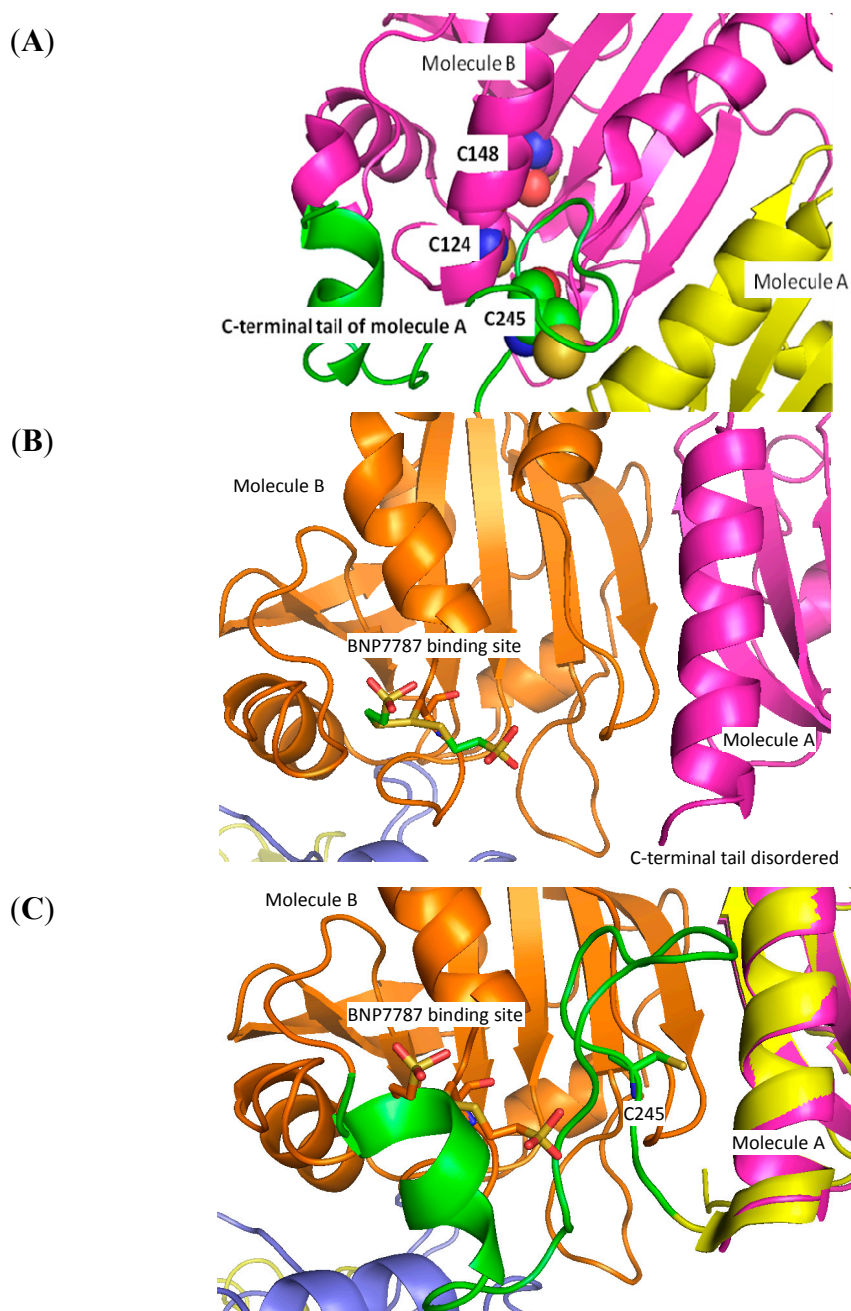 (A)
Molecule B
C148
C124
Molecule A
C-terminal tail of molecule A
C245
(B)
Molecule B
BNP7787 binding site
Molecule A
C-terminal tail disordered
(C)
Molecule B
BNP7787 binding site
C245
Molecule A